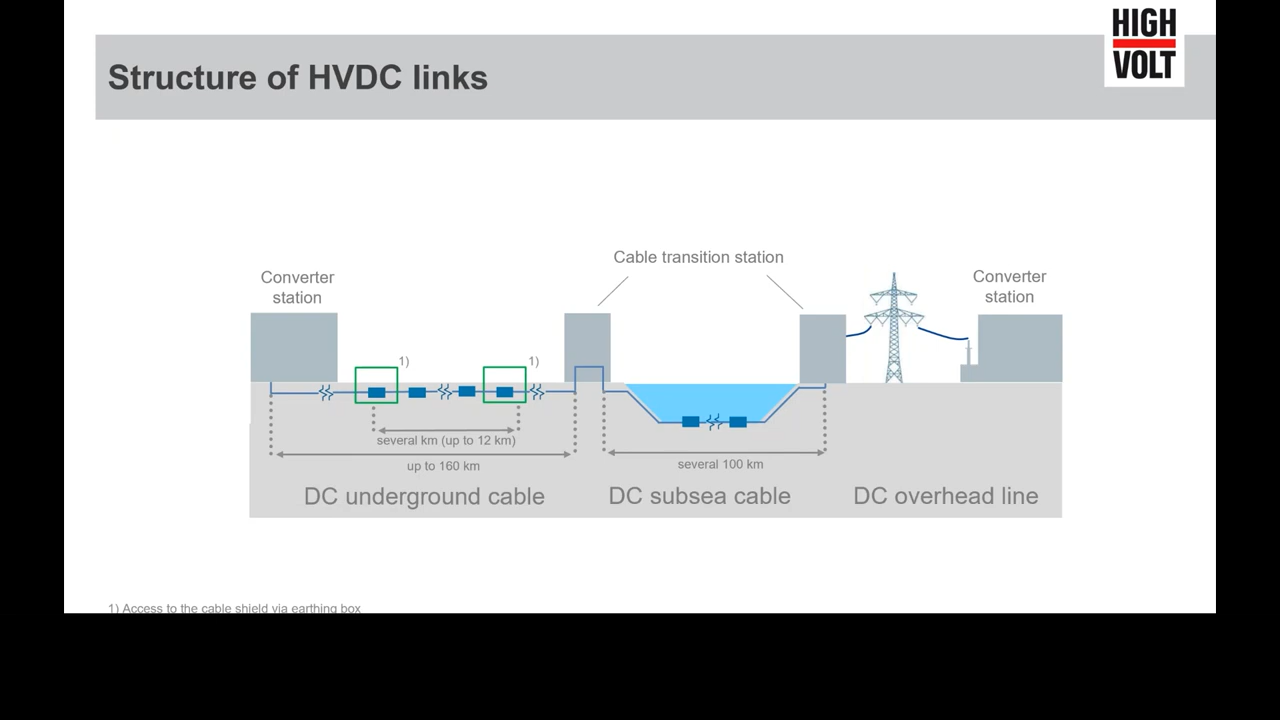 HIGH
VOLT
Structure of HVDC links
Cable transition station
Converter
station
Converter
station
1)
1)
several km (up to 12 km)
up to 160 km
several 100 km
DC underground cable
DC subsea cable
DC overhead line
1) Access to the cable shield via earthing box